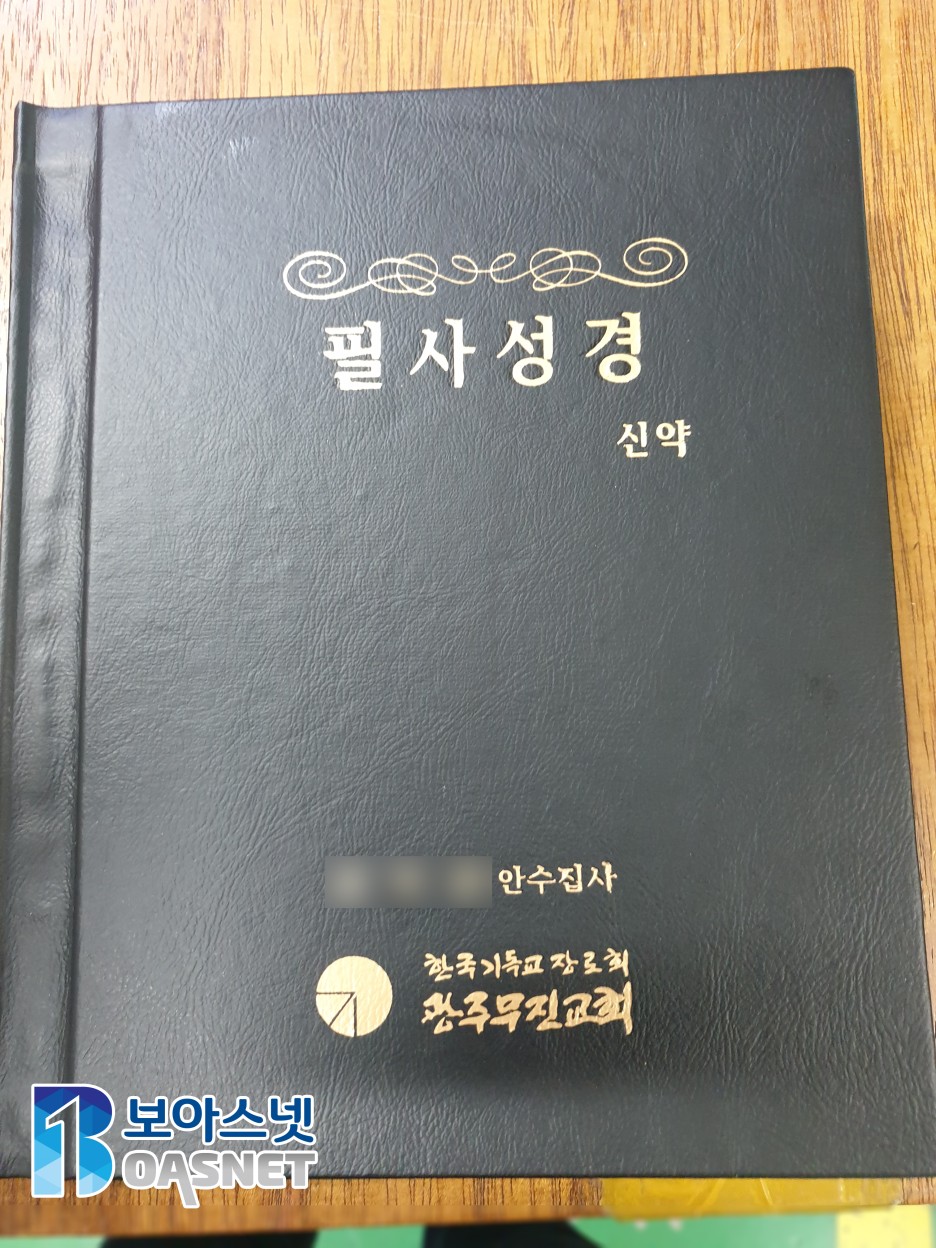 필사성경
신약
안수집사
한국기독교장로회
광주무진교회
보아스넷
BOASNET